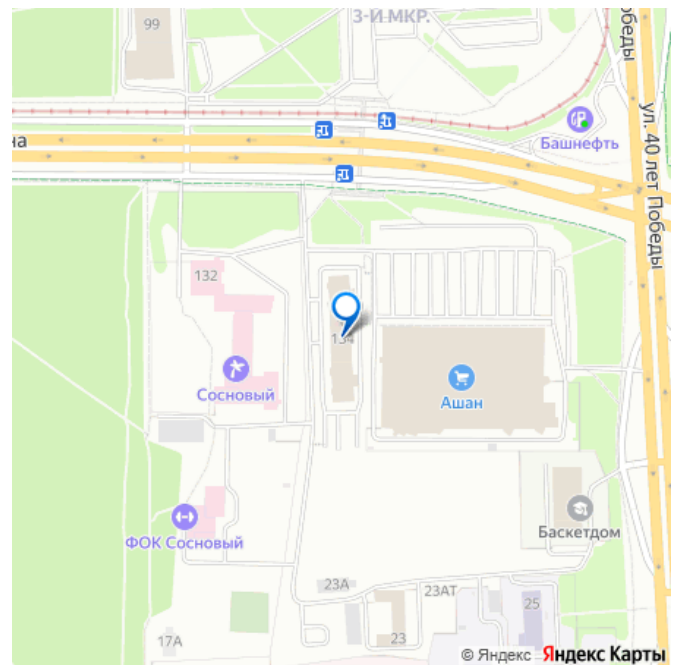 3-Й МКР.
99
обеды
ул. 40 лет Победы
Башнефть
на
132
134
Сосновый
Ашан
ФОК Сосновый
Баскетдом
23А
23АТ
25
17А
23
© Яндекс Яндекс Карты